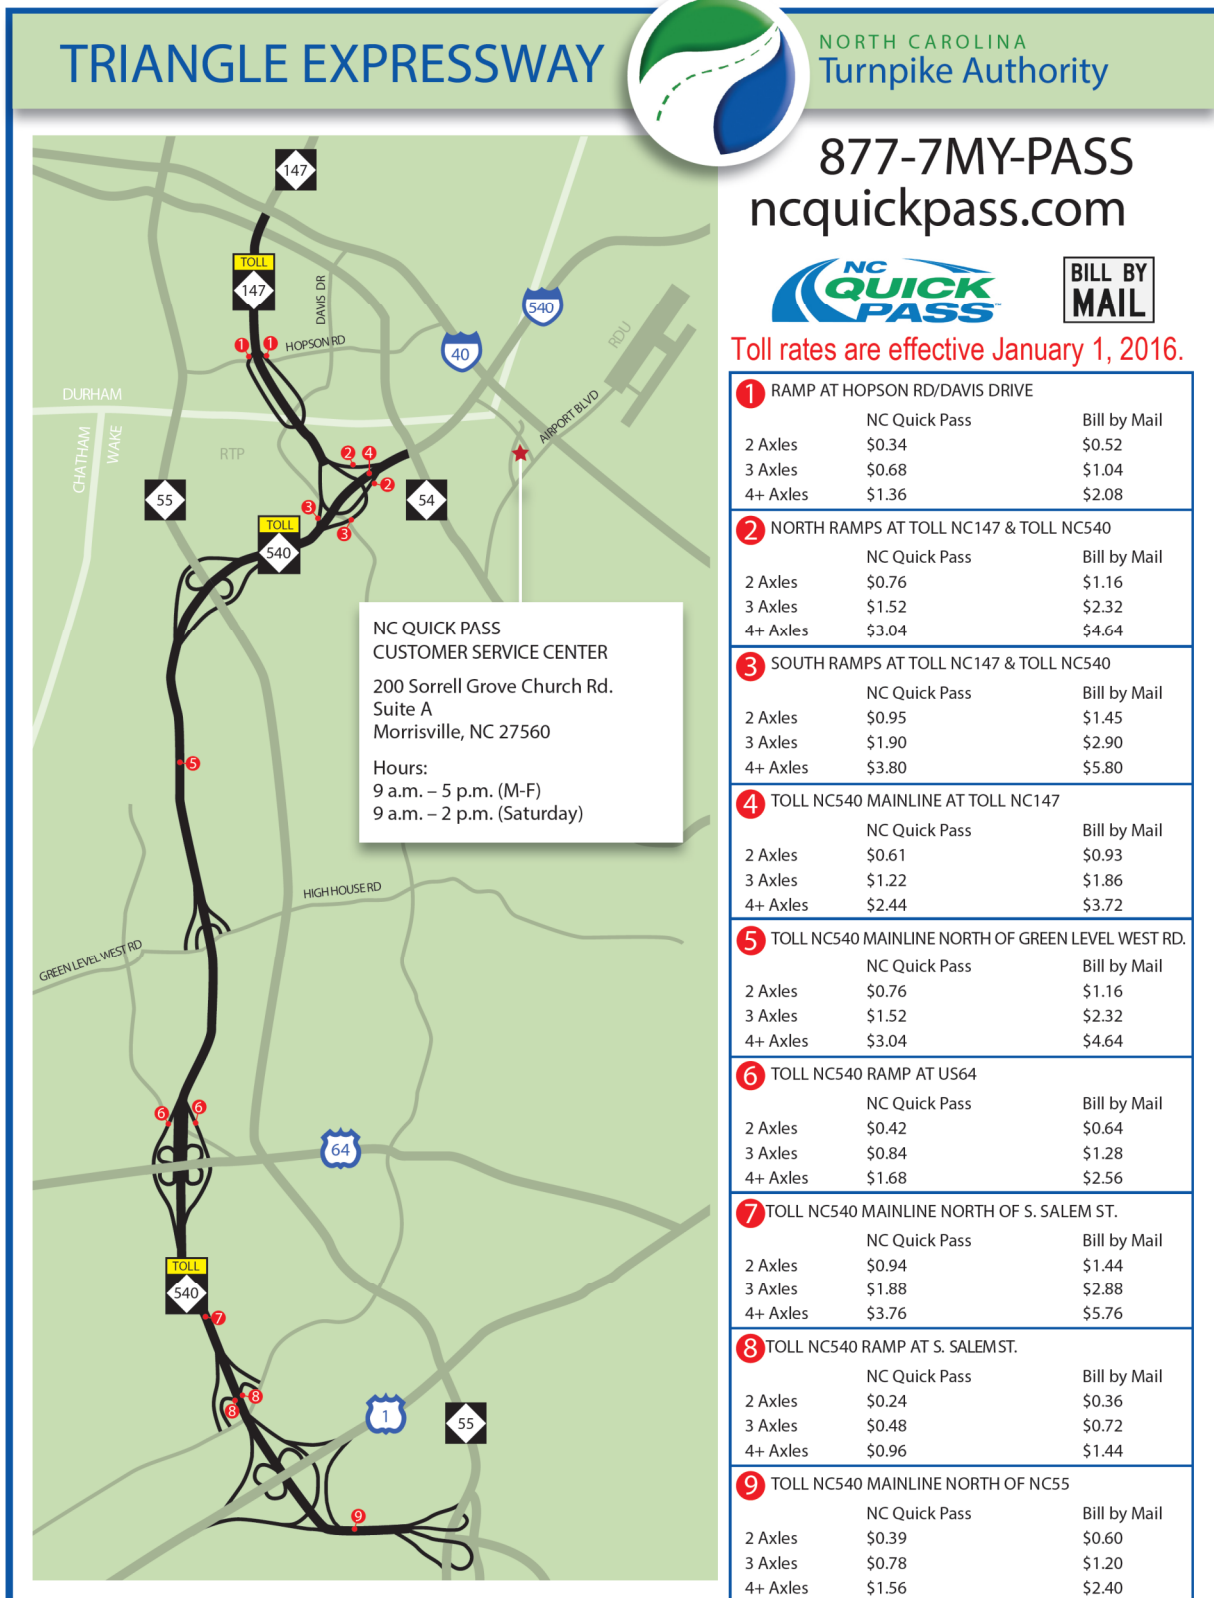 TRIANGLE EXPRESSWAY
NORTH CAROLINA
Turnpike Authority
877-7MY-PASS
ncquickpass.com
NC
QUICK
PASS™
BILL BY
MAIL
Toll rates are effective January 1, 2016.
147
TOLL
147
DAVIS DR
HOPSON RD
1
1
540
40
RDU
AIRPORT BLVD
DURHAM
CHATHAM
WAKE
RTP
2
4
2
3
3
55
54
TOLL
540
NC QUICK PASS
CUSTOMER SERVICE CENTER
200 Sorrell Grove Church Rd.
Suite A
Morrisville, NC 27560
Hours:
9 a.m. – 5 p.m. (M-F)
9 a.m. – 2 p.m. (Saturday)
5
HIGH HOUSE RD
GREEN LEVEL WEST RD
6
6
64
TOLL
540
7
8
8
1
55
9
1 RAMP AT HOPSON RD/DAVIS DRIVE
NC Quick Pass Bill by Mail
2 Axles $0.34 $0.52
3 Axles $0.68 $1.04
4+ Axles $1.36 $2.08
2 NORTH RAMPS AT TOLL NC147 & TOLL NC540
NC Quick Pass Bill by Mail
2 Axles $0.76 $1.16
3 Axles $1.52 $2.32
4+ Axles $3.04 $4.64
3 SOUTH RAMPS AT TOLL NC147 & TOLL NC540
NC Quick Pass Bill by Mail
2 Axles $0.95 $1.45
3 Axles $1.90 $2.90
4+ Axles $3.80 $5.80
4 TOLL NC540 MAINLINE AT TOLL NC147
NC Quick Pass Bill by Mail
2 Axles $0.61 $0.93
3 Axles $1.22 $1.86
4+ Axles $2.44 $3.72
5 TOLL NC540 MAINLINE NORTH OF GREEN LEVEL WEST RD.
NC Quick Pass Bill by Mail
2 Axles $0.76 $1.16
3 Axles $1.52 $2.32
4+ Axles $3.04 $4.64
6 TOLL NC540 RAMP AT US64
NC Quick Pass Bill by Mail
2 Axles $0.42 $0.64
3 Axles $0.84 $1.28
4+ Axles $1.68 $2.56
7 TOLL NC540 MAINLINE NORTH OF S. SALEM ST.
NC Quick Pass Bill by Mail
2 Axles $0.94 $1.44
3 Axles $1.88 $2.88
4+ Axles $3.76 $5.76
8 TOLL NC540 RAMP AT S. SALEM ST.
NC Quick Pass Bill by Mail
2 Axles $0.24 $0.36
3 Axles $0.48 $0.72
4+ Axles $0.96 $1.44
9 TOLL NC540 MAINLINE NORTH OF NC55
NC Quick Pass Bill by Mail
2 Axles $0.39 $0.60
3 Axles $0.78 $1.20
4+ Axles $1.56 $2.40